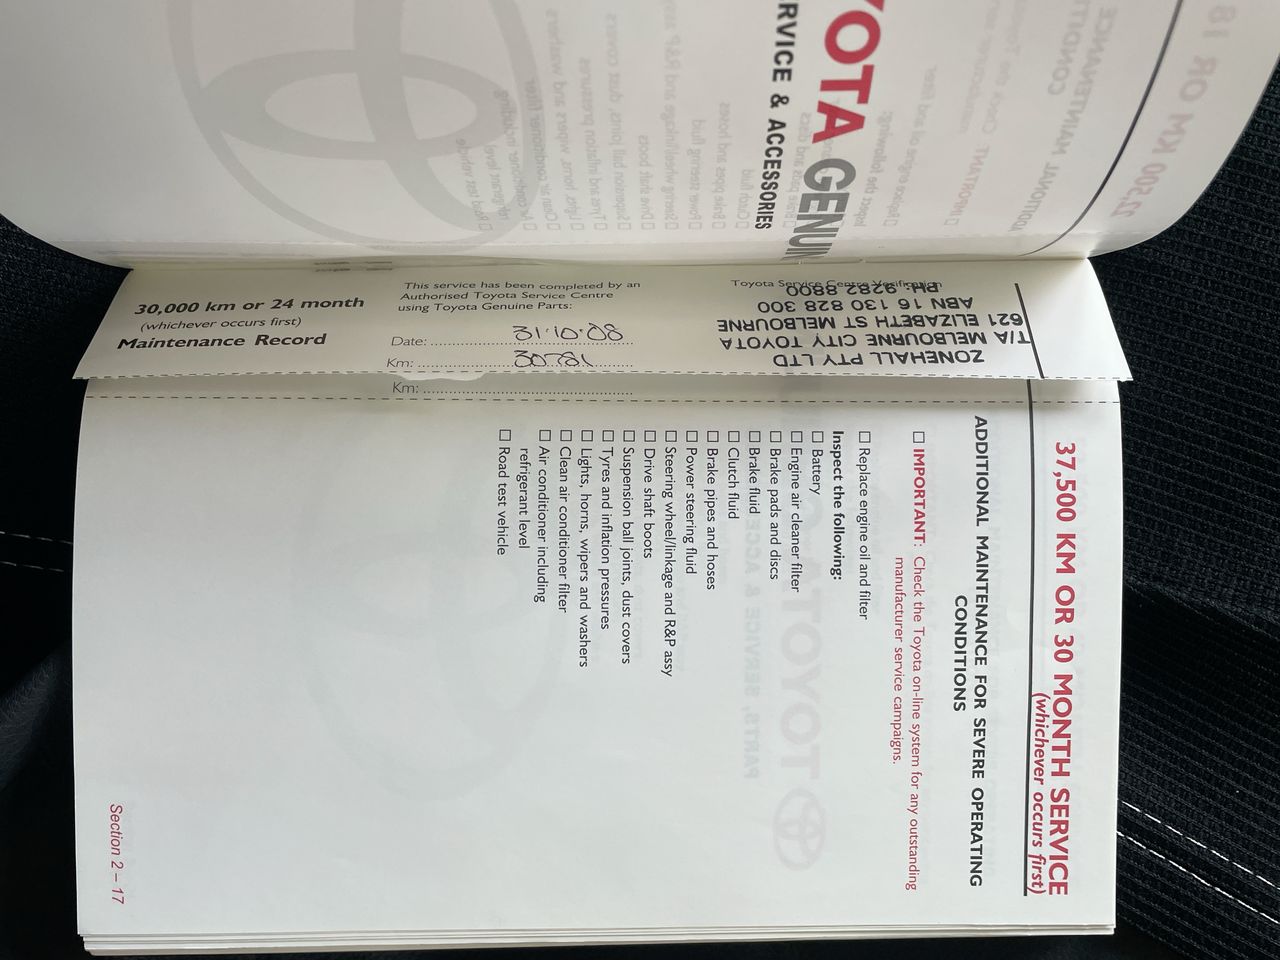 YOTA GENUIN
RVICE & ACCESSORIES
30,000 km or 24 month
(whichever occurs first)
Maintenance Record
This service has been completed by an
Authorised Toyota Service Centre
using Toyota Genuine Parts:
Date: 31.01.08
Km: 30781
Toyota Service Centre Verification
ZONEHALL PTY LTD
T/A MELBOURNE CITY TOYOTA
621 ELIZABETH ST MELBOURNE
ABN 16 130 828 300
PH: 9282 8800
Km:
37,500 KM OR 30 MONTH SERVICE
(whichever occurs first)
ADDITIONAL MAINTENANCE FOR SEVERE OPERATING
CONDITIONS
☐ IMPORTANT: Check the Toyota on-line system for any outstanding
manufacturer service campaigns.
☐ Replace engine oil and filter
Inspect the following:
☐ Battery
☐ Engine air cleaner filter
☐ Brake pads and discs
☐ Brake fluid
☐ Clutch fluid
☐ Brake pipes and hoses
☐ Power steering fluid
☐ Steering wheel/linkage and R&P assy
☐ Drive shaft boots
☐ Suspension ball joints, dust covers
☐ Tyres and inflation pressures
☐ Lights, horns, wipers and washers
☐ Clean air conditioner filter
☐ Air conditioner including
refrigerant level
☐ Road test vehicle
Section 2 – 17